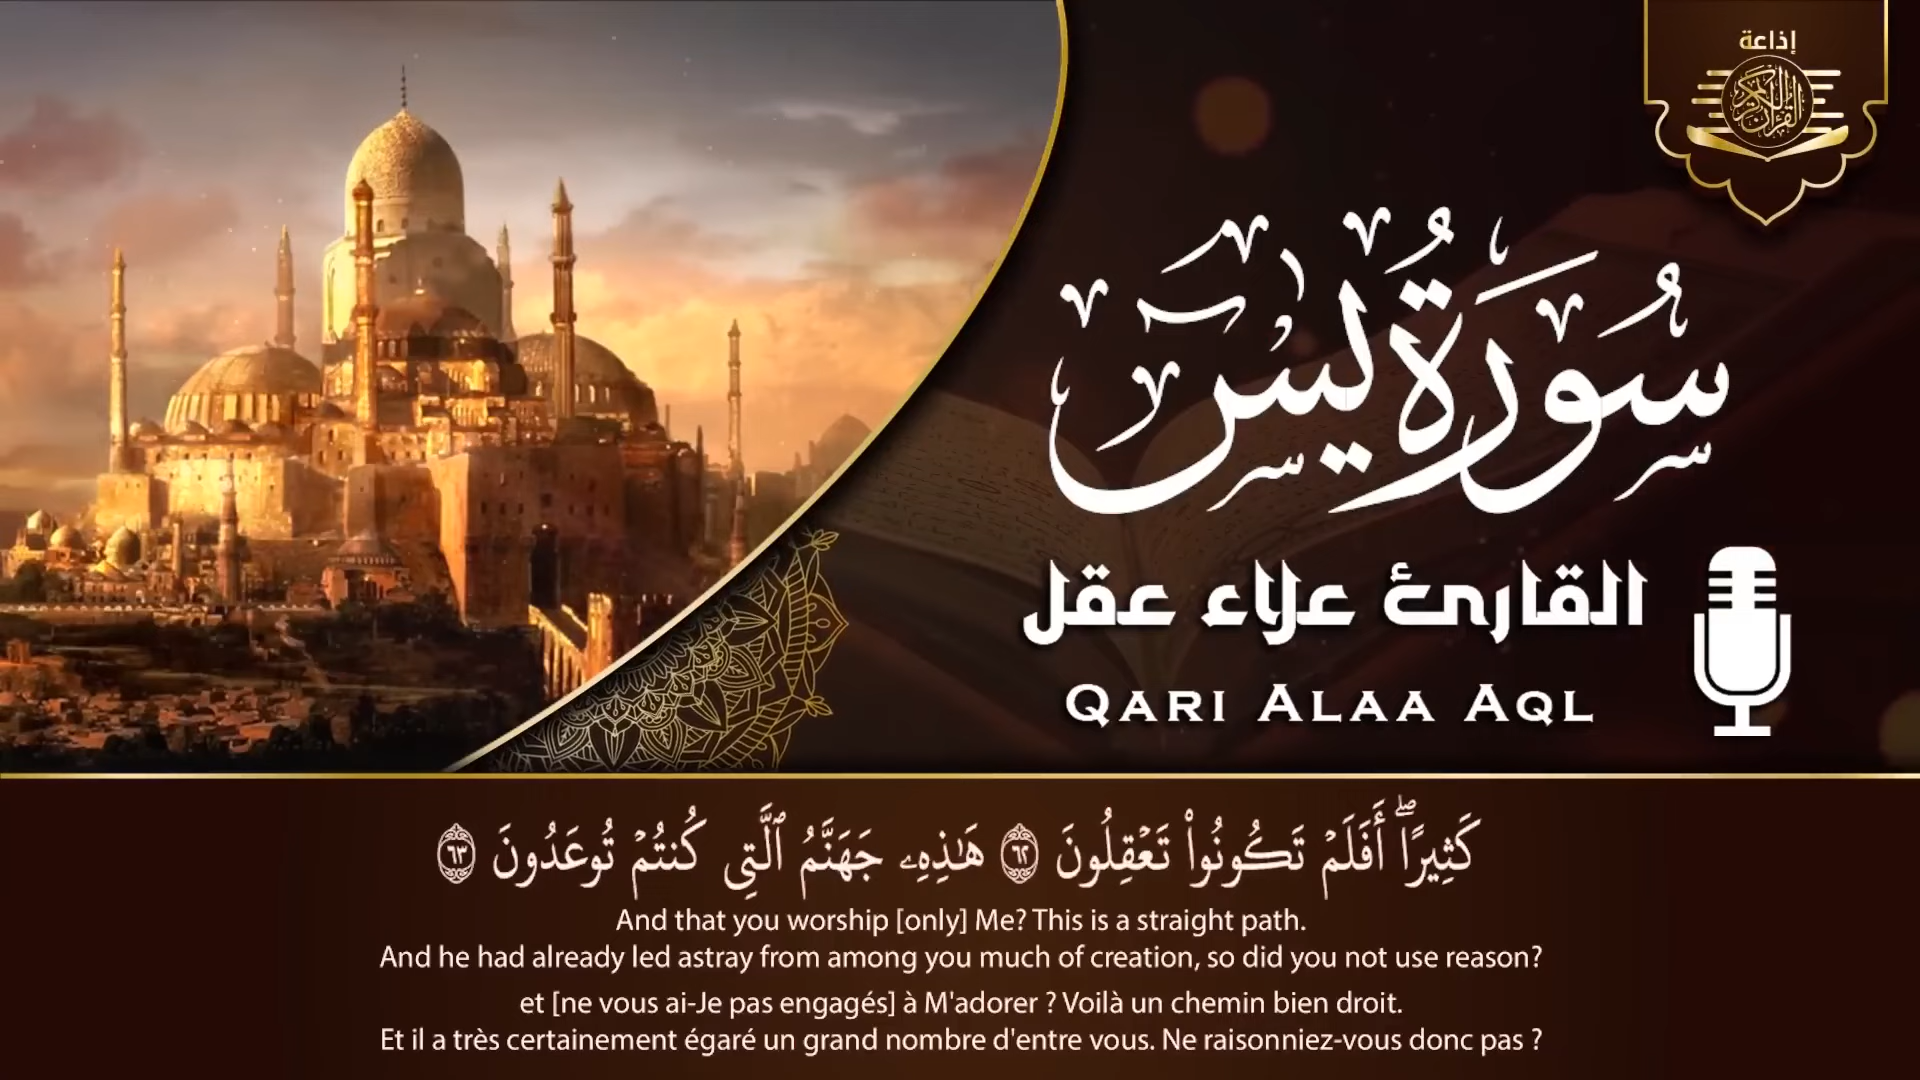 إذاعة
القرآن الكريم
سُورَةُ يسٓ
القارئ علاء عقل
QARI ALAA AQL
كَثِيرًاۖ أَفَلَمۡ تَكُونُواْ تَعۡقِلُونَ ٦٢ هَٰذِهِۦ جَهَنَّمُ ٱلَّتِي كُنتُمۡ تُوعَدُونَ ٦٣
And that you worship [only] Me? This is a straight path.
And he had already led astray from among you much of creation, so did you not use reason?
et [ne vous ai-Je pas engagés] à M'adorer ? Voilà un chemin bien droit.
Et il a très certainement égaré un grand nombre d'entre vous. Ne raisonniez-vous donc pas ?